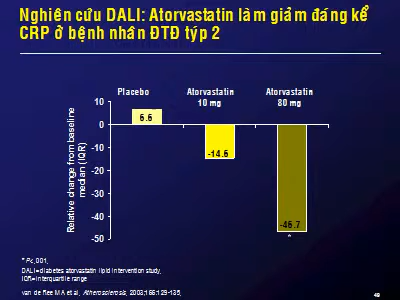 Nghiên cứu DALI: Atorvastatin làm giảm đáng kể
CRP ở bệnh nhân ĐTĐ týp 2
Placebo
Atorvastatin
10 mg
Atorvastatin
80 mg
Relative change from baseline
median (IQR)
10
0
-10
-20
-30
-40
-50
6.6
-14.6
-46.7
*
* P<,001,
DALI=diabetes atorvastatin lipid intervention study,
IQR=interquartile range
van de Ree MA et al, Atherosclerosis, 2003;166:129-135,
49